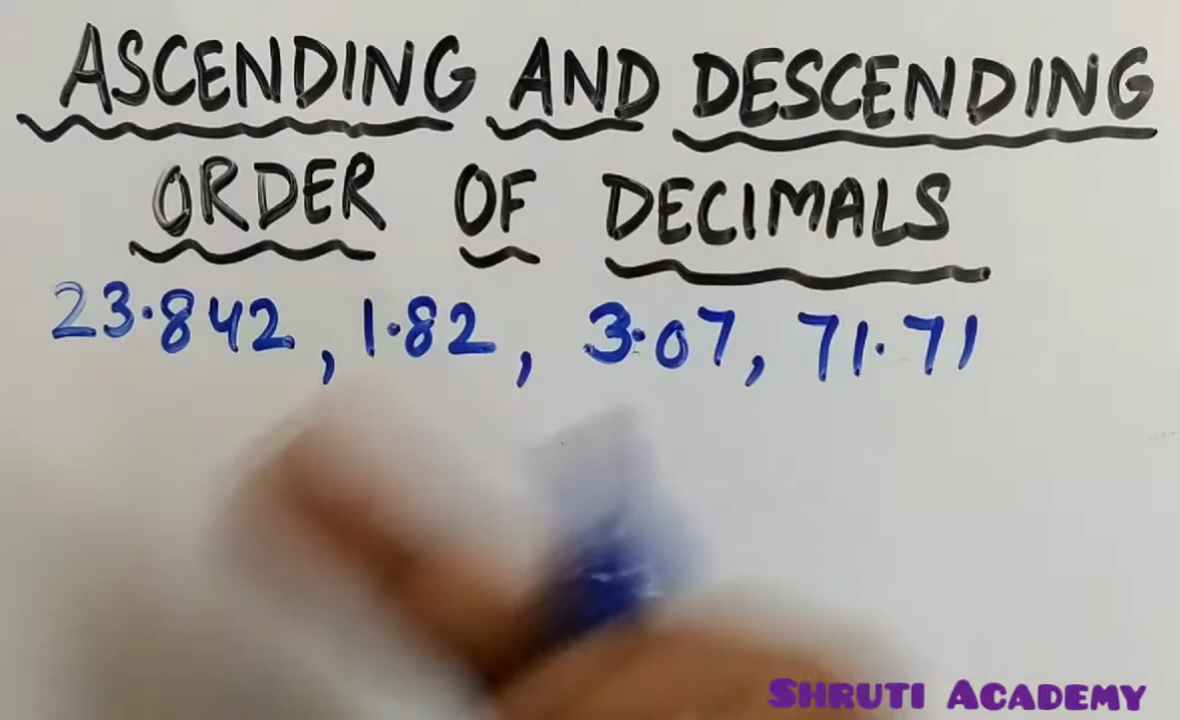 ASCENDING AND DESCENDING
ORDER OF DECIMALS
23.842, 1.82, 3.07, 71.71
SHRUTI ACADEMY